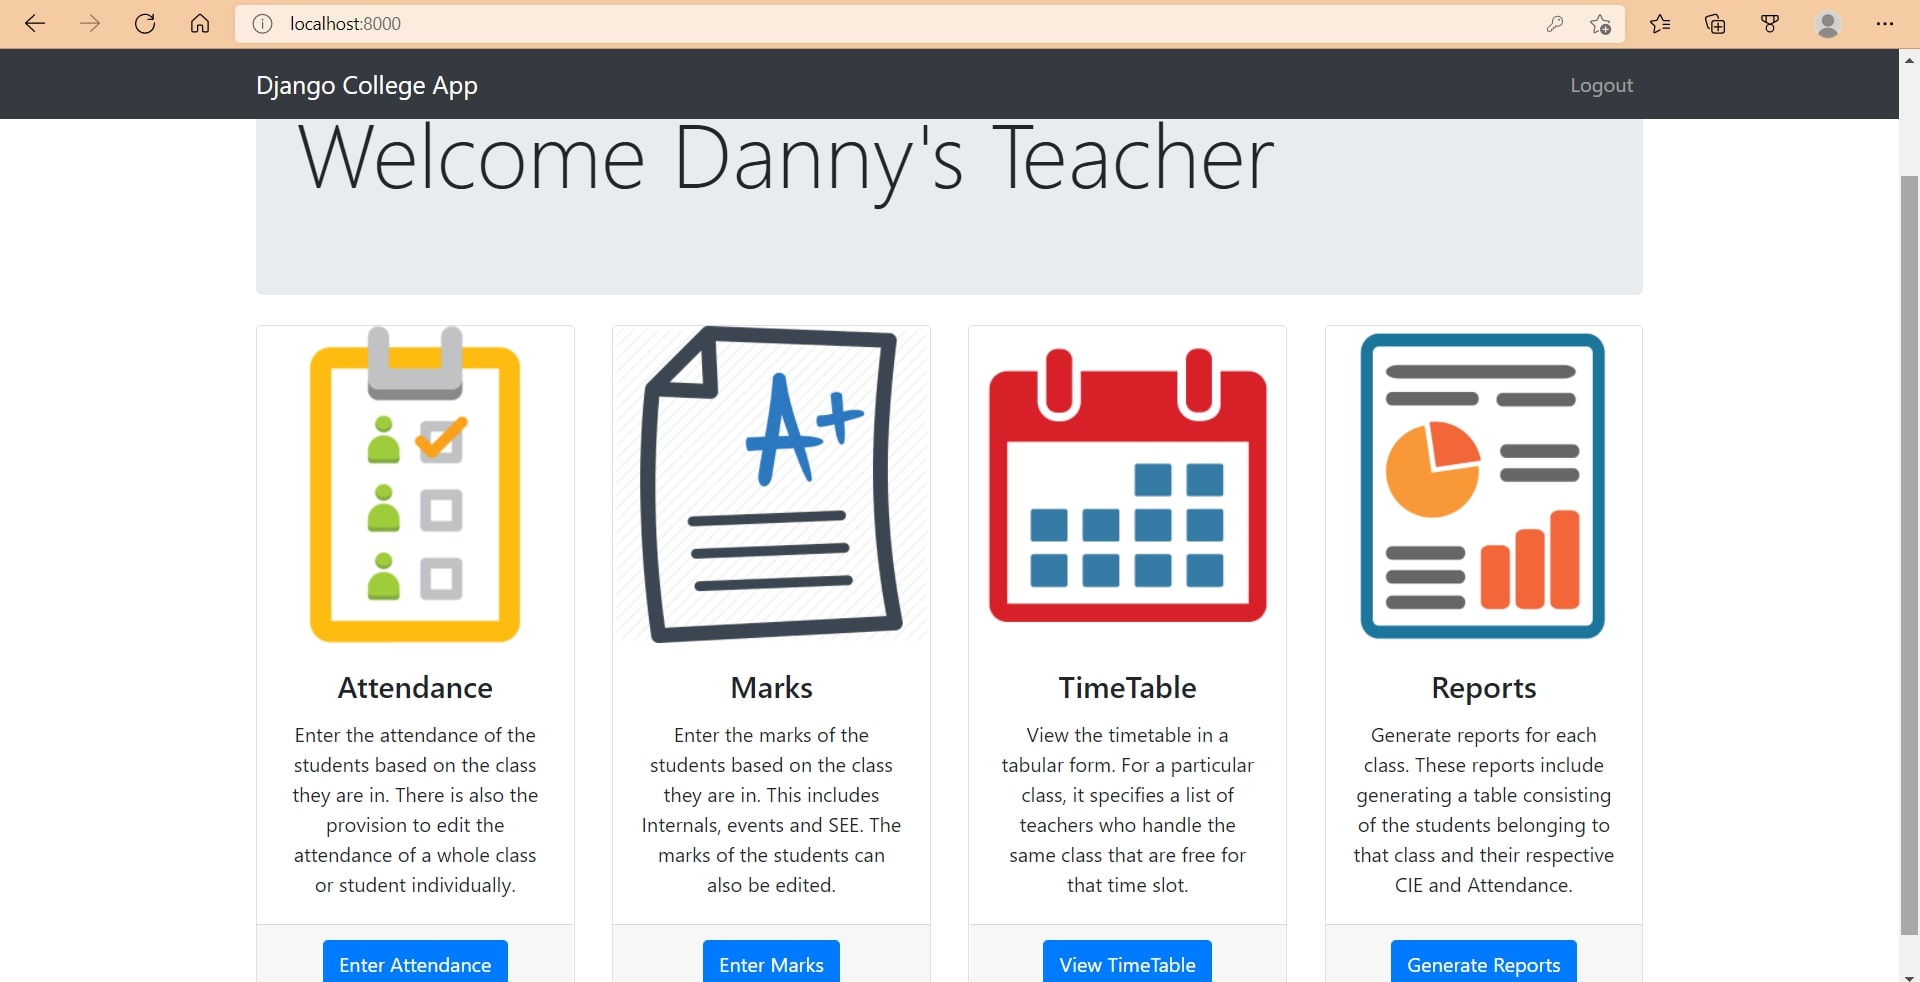 localhost:8000
Django College App
Logout
Welcome Danny's Teacher
A+
Attendance
Enter the attendance of the
students based on the class
they are in. There is also the
provision to edit the
attendance of a whole class
or student individually.
Enter Attendance
Marks
Enter the marks of the
students based on the class
they are in. This includes
Internals, events and SEE. The
marks of the students can
also be edited.
Enter Marks
TimeTable
View the timetable in a
tabular form. For a particular
class, it specifies a list of
teachers who handle the
same class that are free for
that time slot.
View TimeTable
Reports
Generate reports for each
class. These reports include
generating a table consisting
of the students belonging to
that class and their respective
CIE and Attendance.
Generate Reports